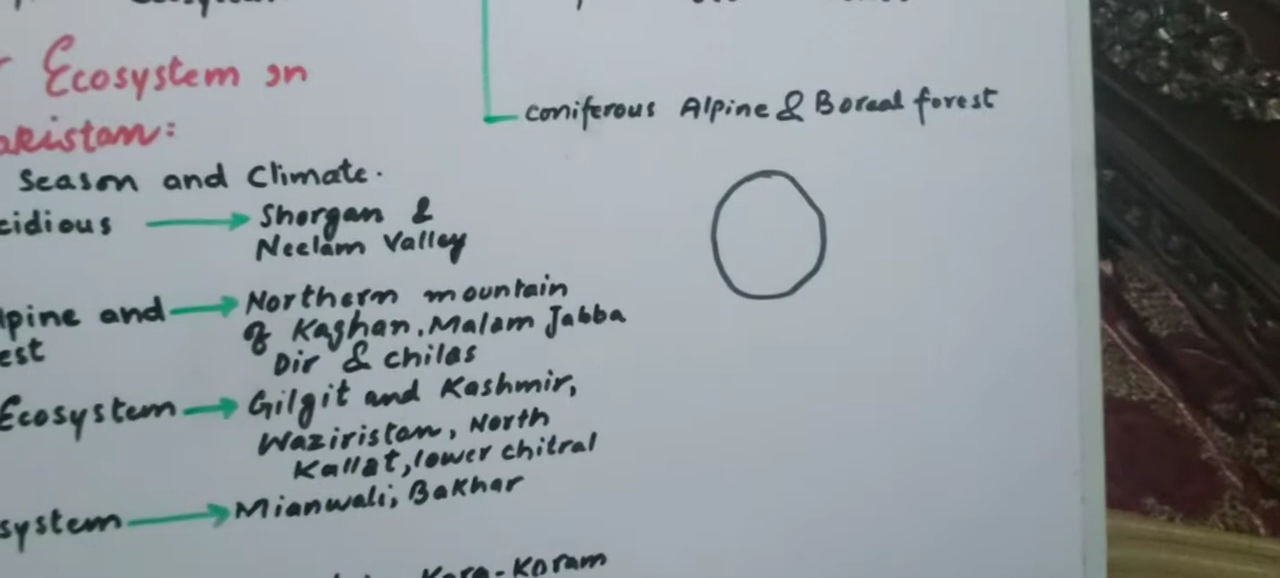 Ecosystem in
akistan:
coniferous Alpine & Boreal forest
Season and Climate.
cidious → Shorgan &
Neelam Valley
lpine and → Northern mountain
of Kaghan, Malam Jabba
est
Dir & chilas
Ecosystem → Gilgit and Kashmir,
Waziristan, North
Kallat, lower chitral
system → Mianwali, Bakhar
Kara-Koram